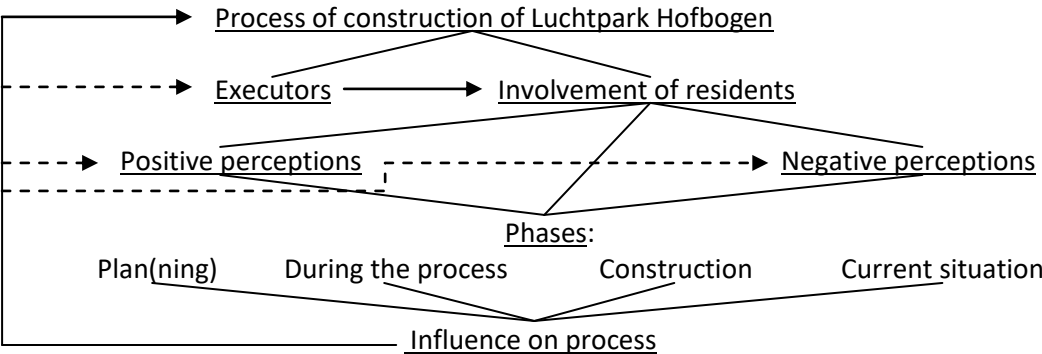 Process of construction of Luchtpark Hofbogen
Executors Involvement of residents
Positive perceptions Negative perceptions
Phases:
Plan(ning) During the process Construction Current situation
Influence on process